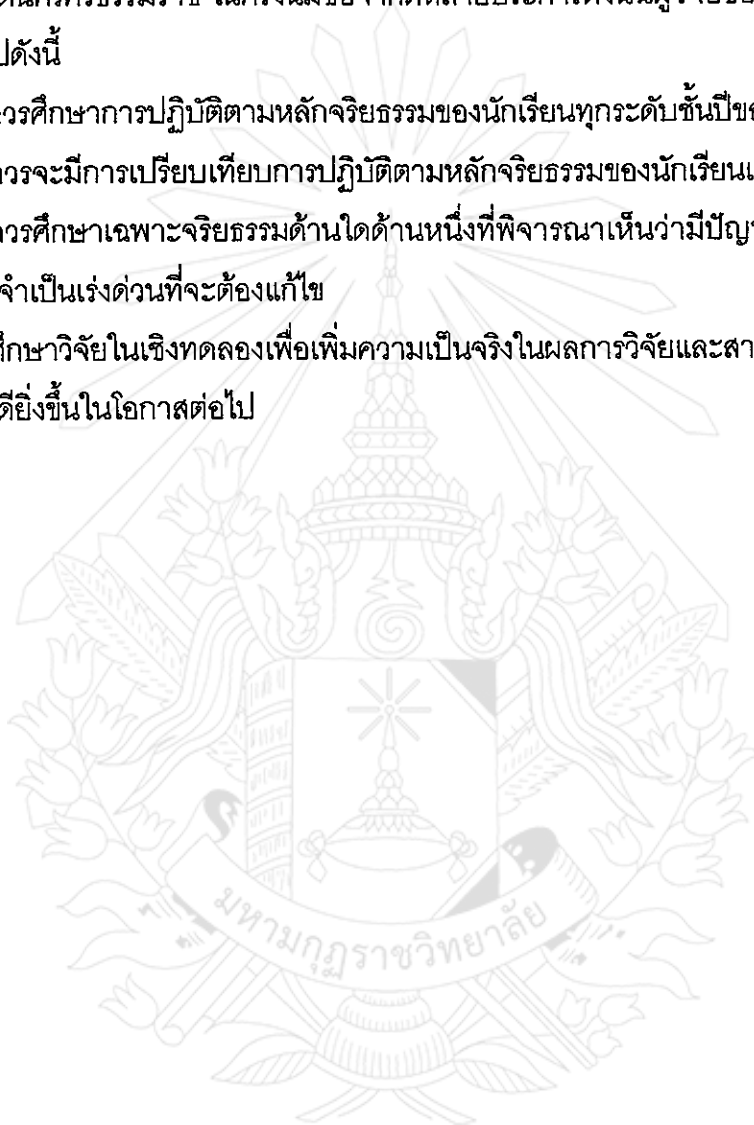 วรศึกษาการปฏิบัติตามหลักจริยธรรมของนักเรียนทุกระดับชั้นปีข
ปดังนี้
วรจะมีการเปรียบเทียบการปฏิบัติตามหลักจริยธรรมของนักเรียน
วรศึกษาเฉพาะจริยธรรมด้านใดด้านหนึ่งที่พิจารณาเห็นว่ามีปัญ
จำเป็นเร่งด่วนที่จะต้องแก้ไข
ศึกษาวิจัยในเชิงทดลองเพื่อเพิ่มความเป็นจริงในผลการวิจัยและสา
ดียิ่งขึ้นในโอกาสต่อไป
มหามกุฏราชวิทยาลัย